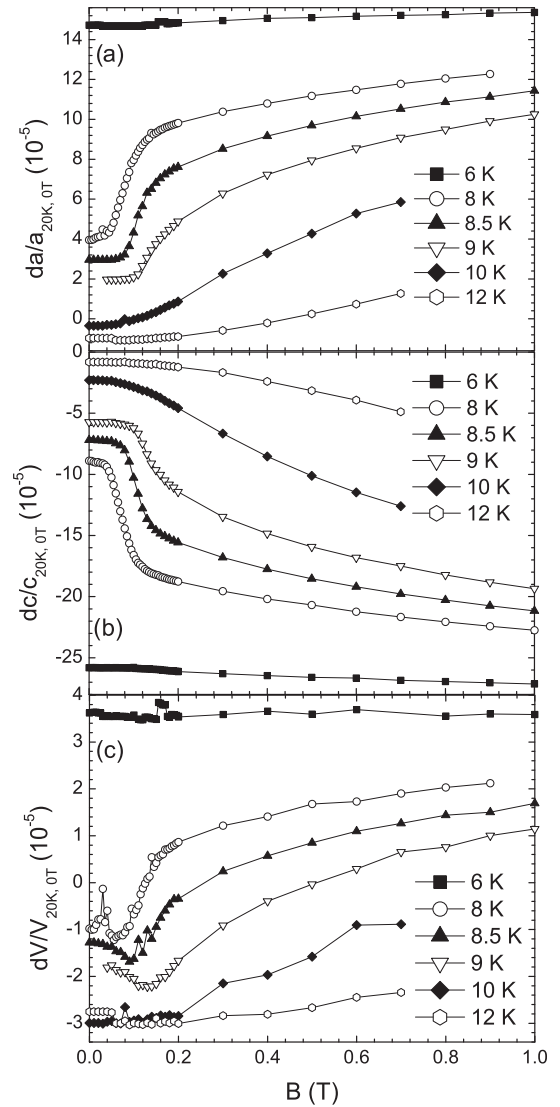 14
12
10
8
6
4
2
0
da/a20K, 0T (10-5)
(a)
6 K
8 K
8.5 K
9 K
10 K
12 K
-5
-10
-15
-20
-25
dc/c20K, 0T (10-5)
(b)
6 K
8 K
8.5 K
9 K
10 K
12 K
4
3
2
1
0
-1
-2
-3
dV/V20K, 0T (10-5)
(c)
6 K
8 K
8.5 K
9 K
10 K
12 K
0.0 0.2 0.4 0.6 0.8 1.0
B (T)